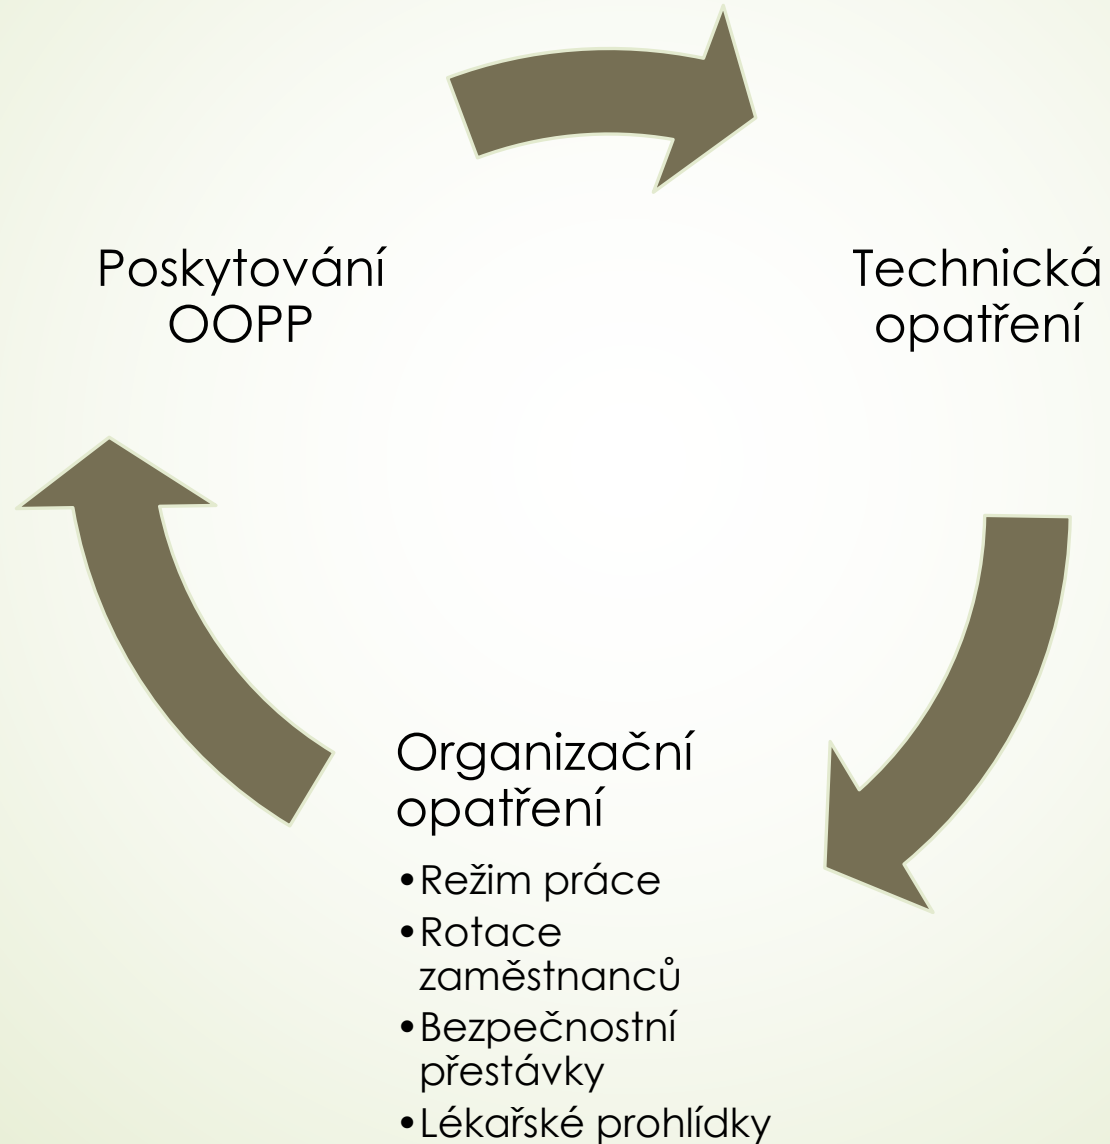 Poskytování
OOPP
Technická
opatření
Organizační
opatření
•Režim práce
•Rotace
zaměstnanců
•Bezpečnostní
přestávky
•Lékařské prohlídky